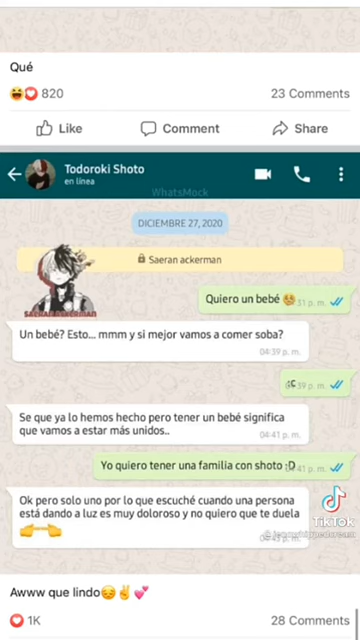 Qué
820
23 Comments
Like
Comment
Share
Todoroki Shoto
en línea
WhatsMock
DICIEMBRE 27, 2020
Saeran ackerman
SAERAN ACKERMAN
Quiero un bebé 🥺
Un bebé? Esto... mmm y si mejor vamos a comer soba?
04:39 p. m.
:C
Se que ya lo hemos hecho pero tener un bebé significa
que vamos a estar más unidos..
04:41 p. m.
Yo quiero tener una familia con shoto :D
Ok pero solo uno por lo que escuché cuando una persona
está dando a luz es muy doloroso y no quiero que te duela
👉👈
TikTok
Awww que lindo😔✌️💞
1K
28 Comments